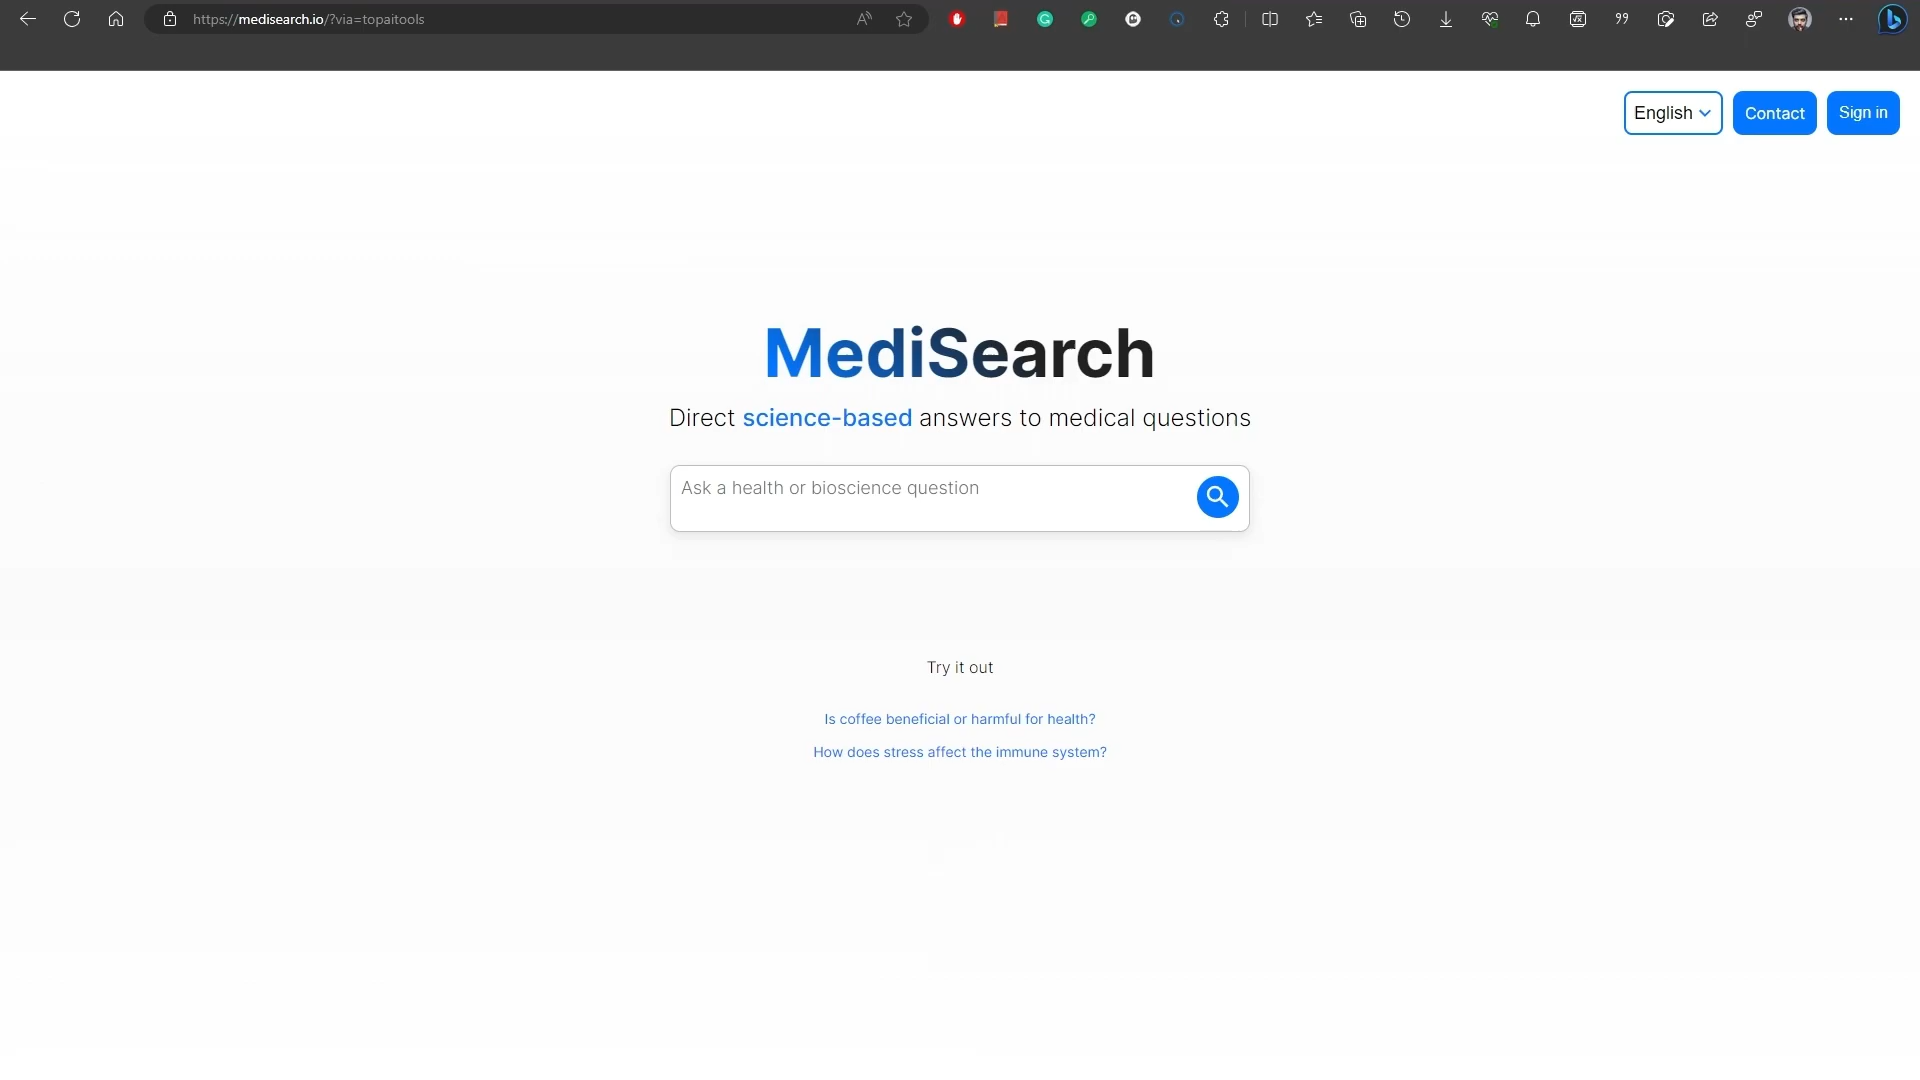 https://medisearch.io/?via=topaitools
English
Contact
Sign in
MediSearch
Direct science-based answers to medical questions
Ask a health or bioscience question
Try it out
Is coffee beneficial or harmful for health?
How does stress affect the immune system?